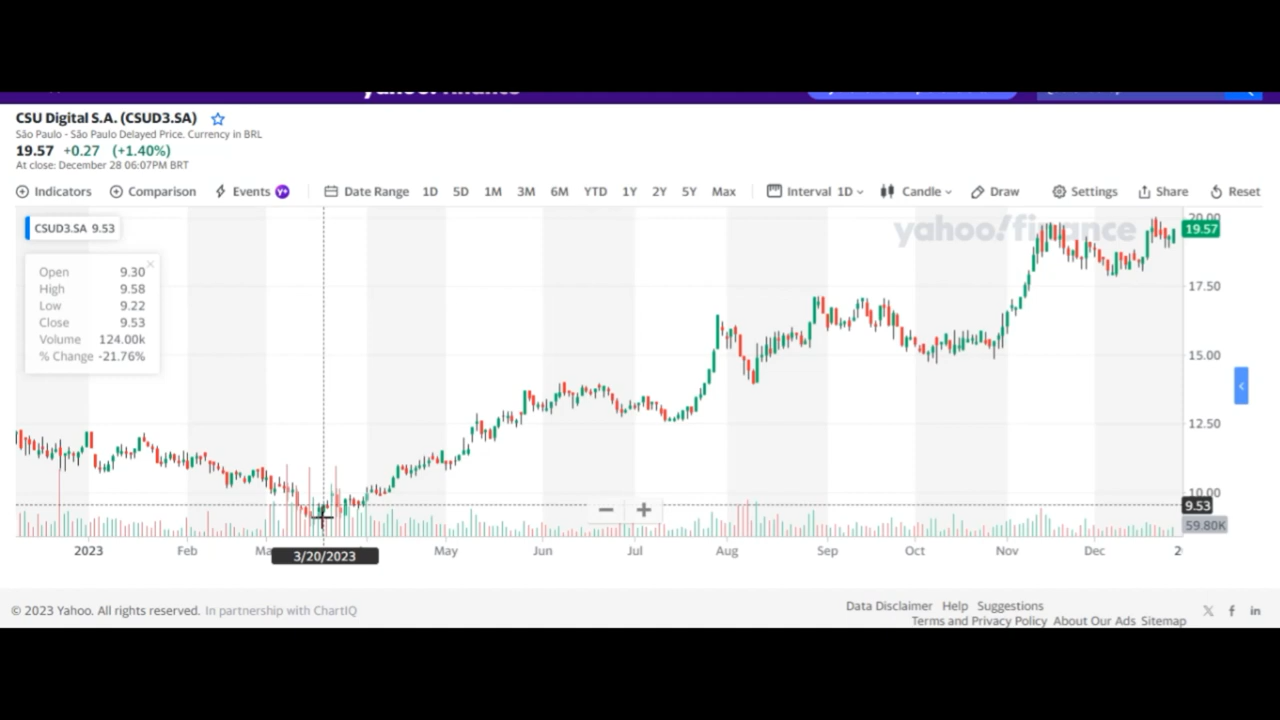 CSU Digital S.A. (CSUD3.SA)
São Paulo - São Paulo Delayed Price. Currency in BRL
19.57 +0.27 (+1.40%)
At close: December 28 06:07PM BRT
Indicators Comparison Events Y+ Date Range 1D 5D 1M 3M 6M YTD 1Y 2Y 5Y Max Interval 1D Candle Draw Settings Share Reset
CSUD3.SA 9.53
yahoo!finance
20.00
19.57
Open 9.30
High 9.58
Low 9.22
Close 9.53
Volume 124.00k
% Change -21.76%
17.50
15.00
12.50
10.00
9.53
59.80K
2023 Feb Ma May Jun Jul Aug Sep Oct Nov Dec 2
3/20/2023
© 2023 Yahoo. All rights reserved. In partnership with ChartIQ
Data Disclaimer Help Suggestions
Terms and Privacy Policy About Our Ads Sitemap